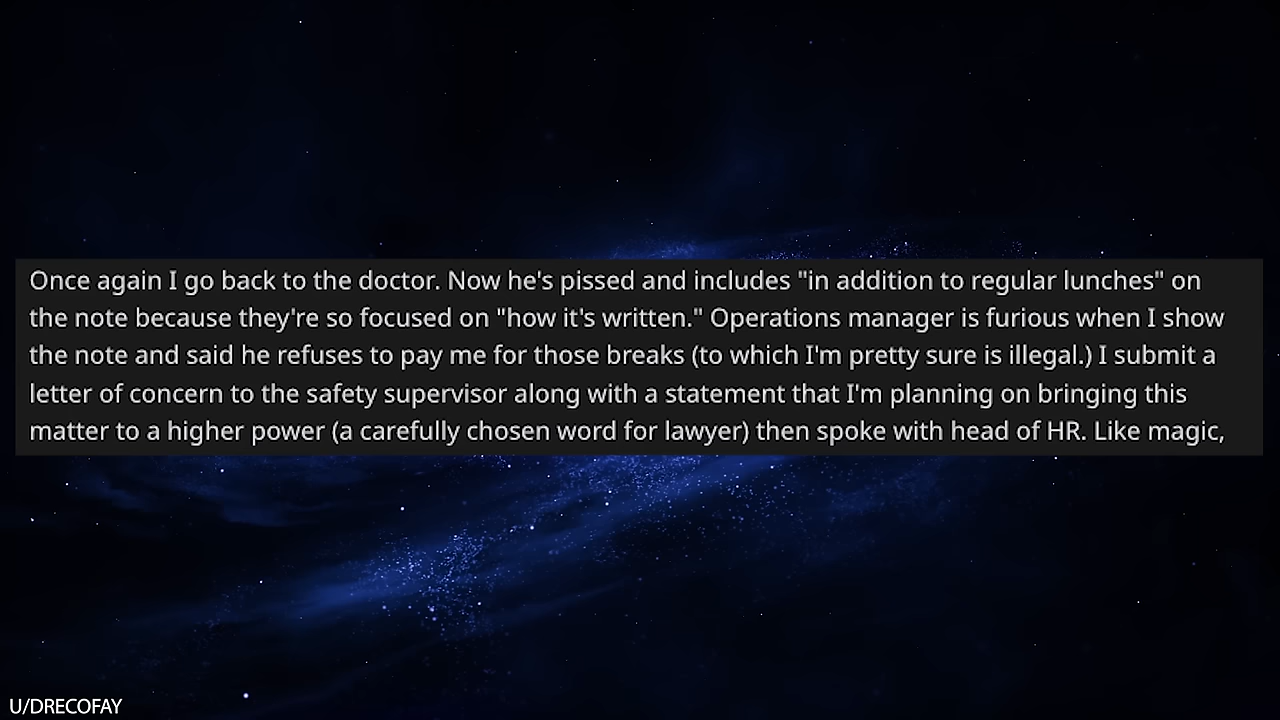 Once again I go back to the doctor. Now he's pissed and includes "in addition to regular lunches" on
the note because they're so focused on "how it's written." Operations manager is furious when I show
the note and said he refuses to pay me for those breaks (to which I'm pretty sure is illegal.) I submit a
letter of concern to the safety supervisor along with a statement that I'm planning on bringing this
matter to a higher power (a carefully chosen word for lawyer) then spoke with head of HR. Like magic,
U/DRECOFAY